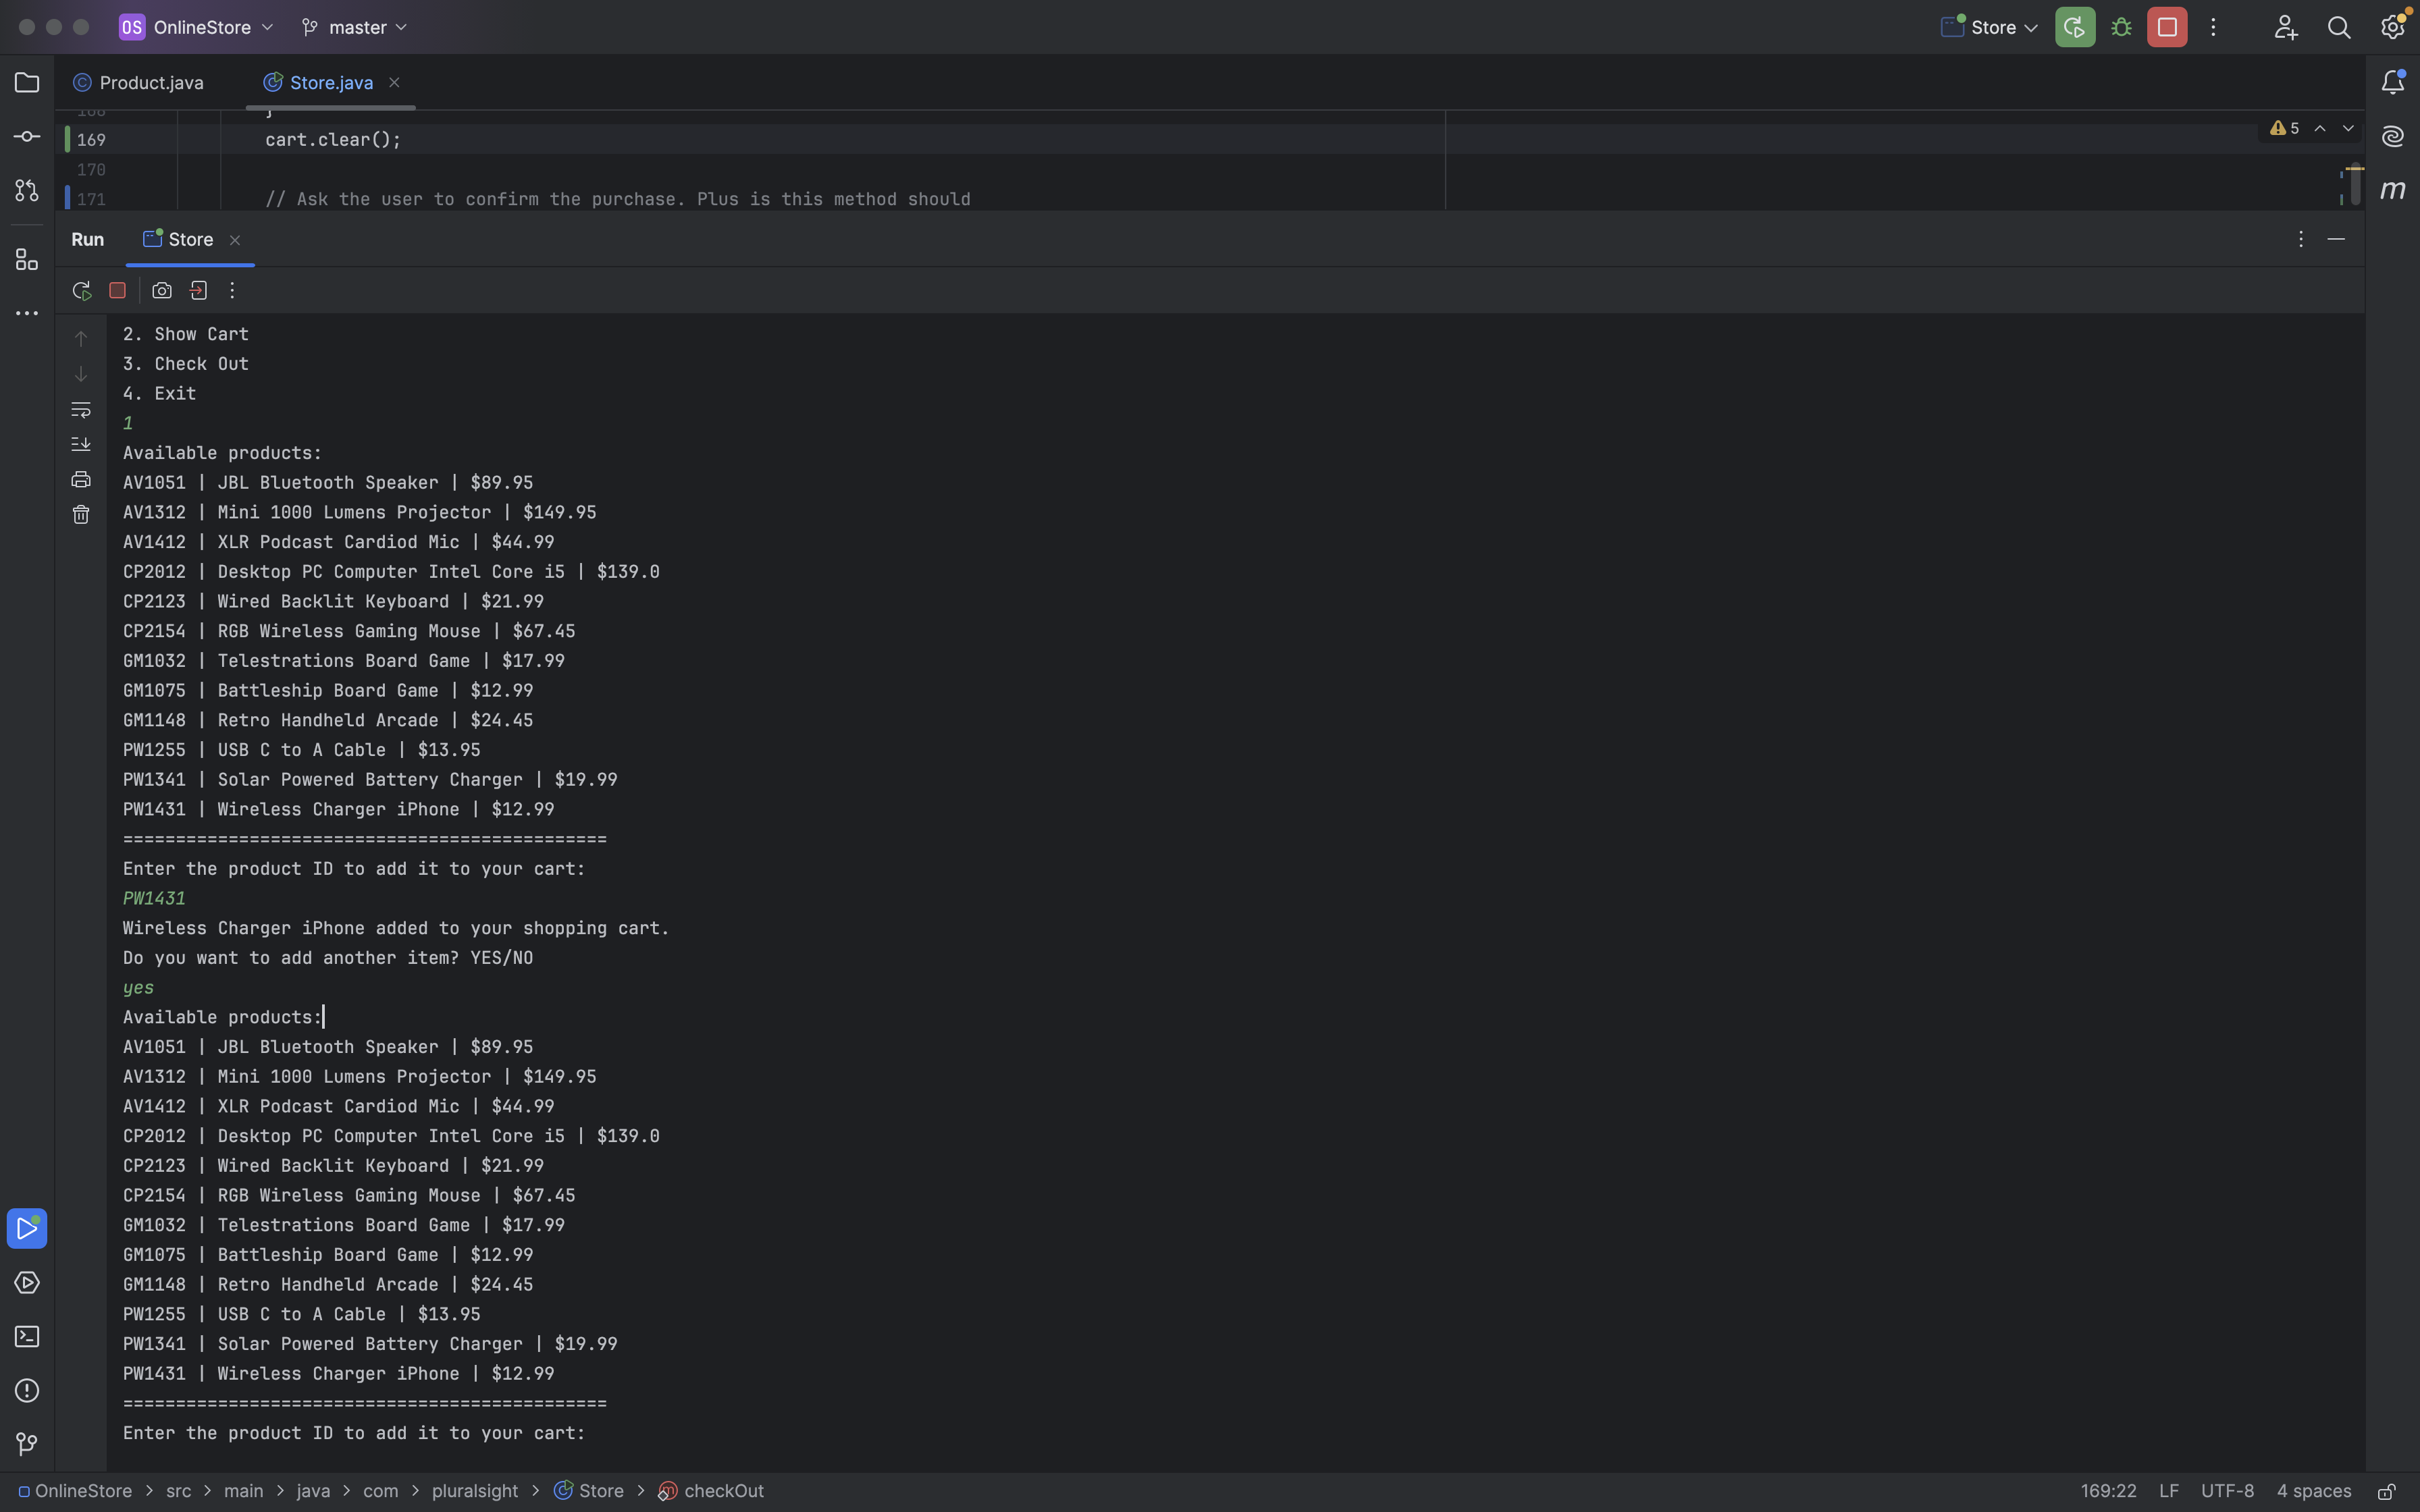 OS OnlineStore master Store
Product.java Store.java
168 }
169 cart.clear(); 5
170
171 // Ask the user to confirm the purchase. Plus is this method should
Run Store
2. Show Cart
3. Check Out
4. Exit
1
Available products:
AV1051 | JBL Bluetooth Speaker | $89.95
AV1312 | Mini 1000 Lumens Projector | $149.95
AV1412 | XLR Podcast Cardiod Mic | $44.99
CP2012 | Desktop PC Computer Intel Core i5 | $139.0
CP2123 | Wired Backlit Keyboard | $21.99
CP2154 | RGB Wireless Gaming Mouse | $67.45
GM1032 | Telestrations Board Game | $17.99
GM1075 | Battleship Board Game | $12.99
GM1148 | Retro Handheld Arcade | $24.45
PW1255 | USB C to A Cable | $13.95
PW1341 | Solar Powered Battery Charger | $19.99
PW1431 | Wireless Charger iPhone | $12.99
==============================================
Enter the product ID to add it to your cart:
PW1431
Wireless Charger iPhone added to your shopping cart.
Do you want to add another item? YES/NO
yes
Available products:
AV1051 | JBL Bluetooth Speaker | $89.95
AV1312 | Mini 1000 Lumens Projector | $149.95
AV1412 | XLR Podcast Cardiod Mic | $44.99
CP2012 | Desktop PC Computer Intel Core i5 | $139.0
CP2123 | Wired Backlit Keyboard | $21.99
CP2154 | RGB Wireless Gaming Mouse | $67.45
GM1032 | Telestrations Board Game | $17.99
GM1075 | Battleship Board Game | $12.99
GM1148 | Retro Handheld Arcade | $24.45
PW1255 | USB C to A Cable | $13.95
PW1341 | Solar Powered Battery Charger | $19.99
PW1431 | Wireless Charger iPhone | $12.99
==============================================
Enter the product ID to add it to your cart:
OnlineStore > src > main > java > com > pluralsight > Store > checkOut 169:22 LF UTF-8 4 spaces